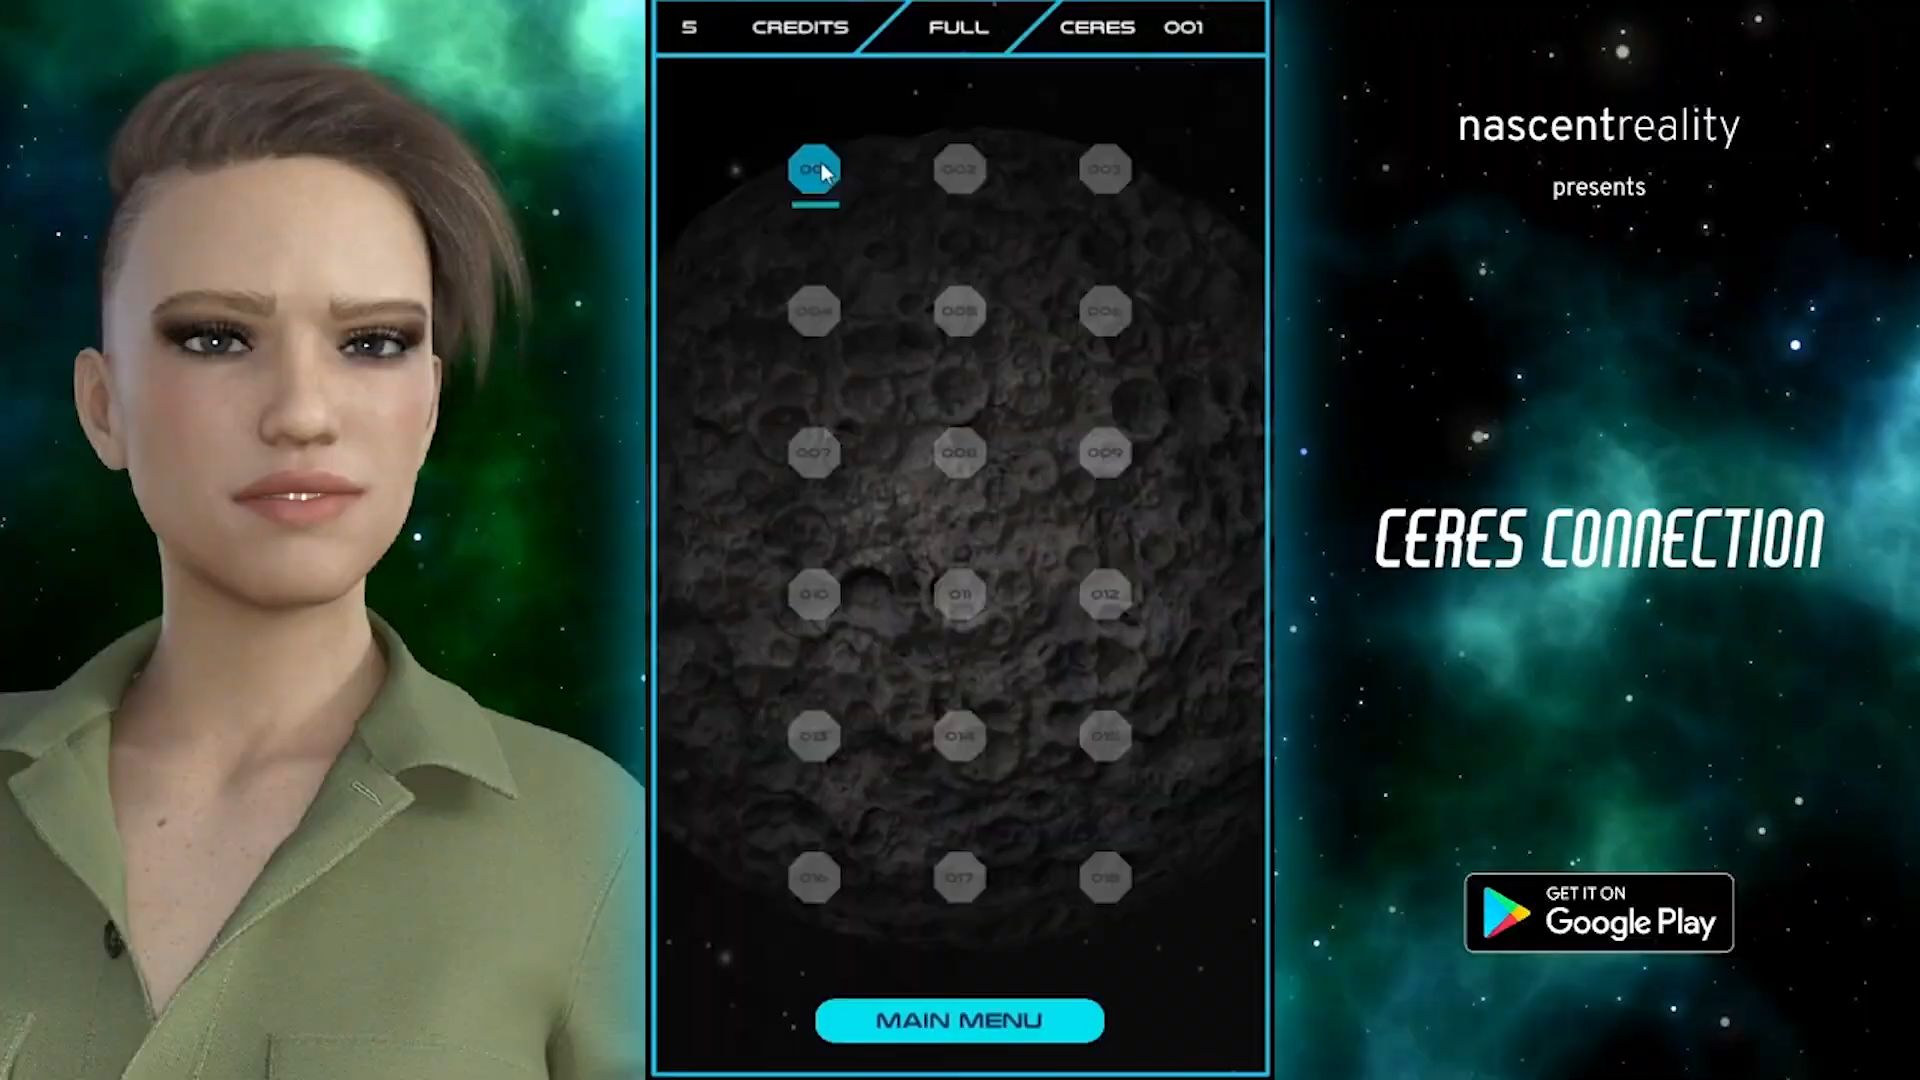 5 CREDITS FULL CERES 001
002 003
004 005 006
007 008 009
010 011 012
013 014 015
016 017 018
MAIN MENU
nascentreality
presents
CERES CONNECTION
GET IT ON
Google Play